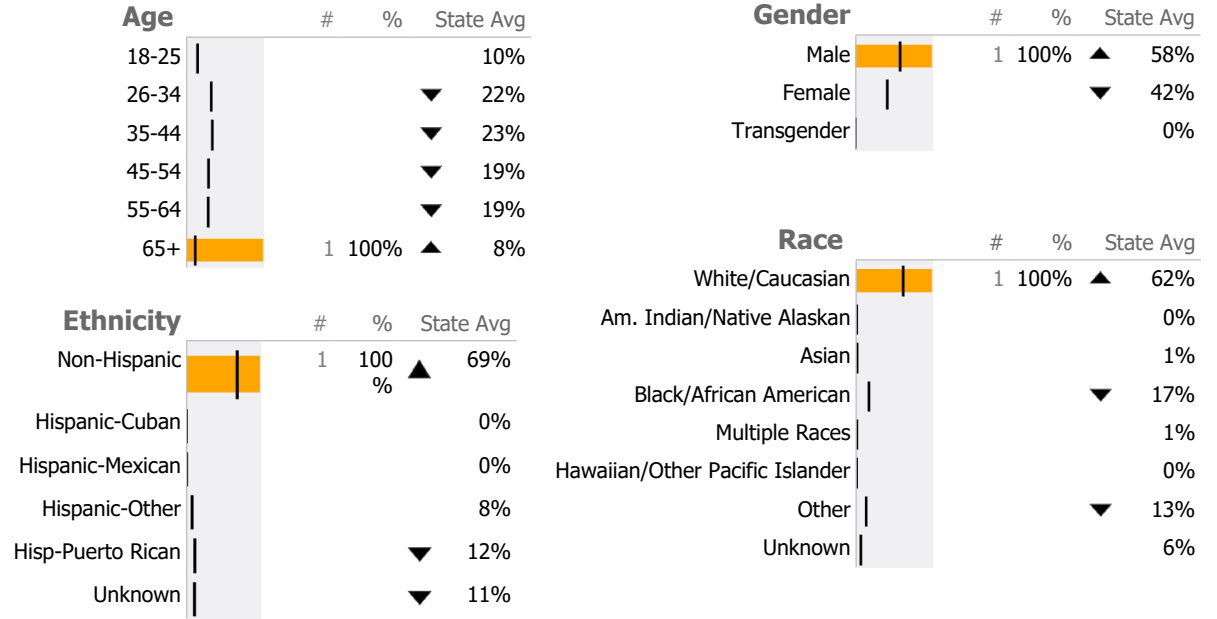 Age # % State Avg
18-25 10%
26-34 22%
35-44 23%
45-54 19%
55-64 19%
65+ 1 100% 8%
Ethnicity # % State Avg
Non-Hispanic 1 100 69%
%
Hispanic-Cuban 0%
Hispanic-Mexican 0%
Hispanic-Other 8%
Hisp-Puerto Rican 12%
Unknown 11%
Gender # % State Avg
Male 1 100% 58%
Female 42%
Transgender 0%
Race # % State Avg
White/Caucasian 1 100% 62%
Am. Indian/Native Alaskan 0%
Asian 1%
Black/African American 17%
Multiple Races 1%
Hawaiian/Other Pacific Islander 0%
Other 13%
Unknown 6%